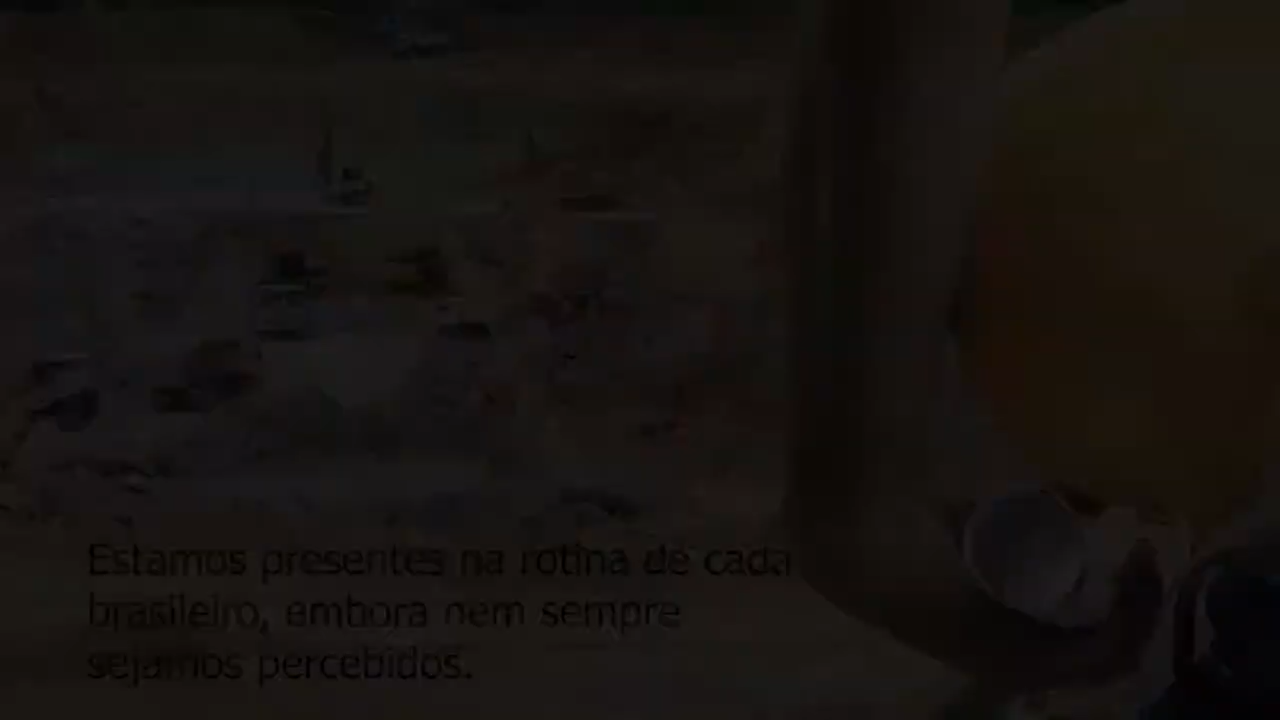 Estamos presentes na rotina de cada
brasileiro, embora nem sempre
sejamos percebidos.